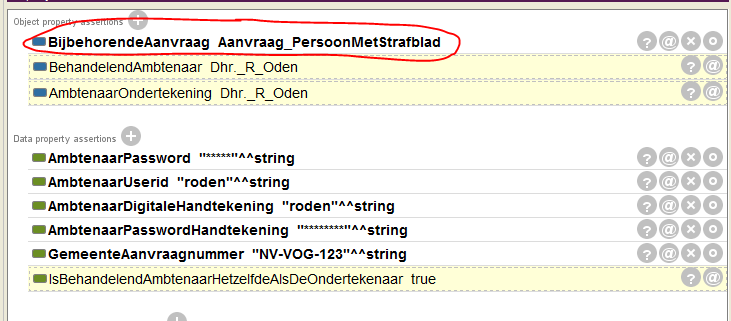 Object property assertions
BijbehorendeAanvraag Aanvraag_PersoonMetStrafblad
BehandelendAmbtenaar Dhr._R_Oden
AmbtenaarOndertekening Dhr._R_Oden
Data property assertions
AmbtenaarPassword "*****"^^string
AmbtenaarUserid "roden"^^string
AmbtenaarDigitaleHandtekening "roden"^^string
AmbtenaarPasswordHandtekening "********"^^string
GemeenteAanvraagnummer "NV-VOG-123"^^string
IsBehandelendAmbtenaarHetzelfdeAlsDeOndertekenaar true